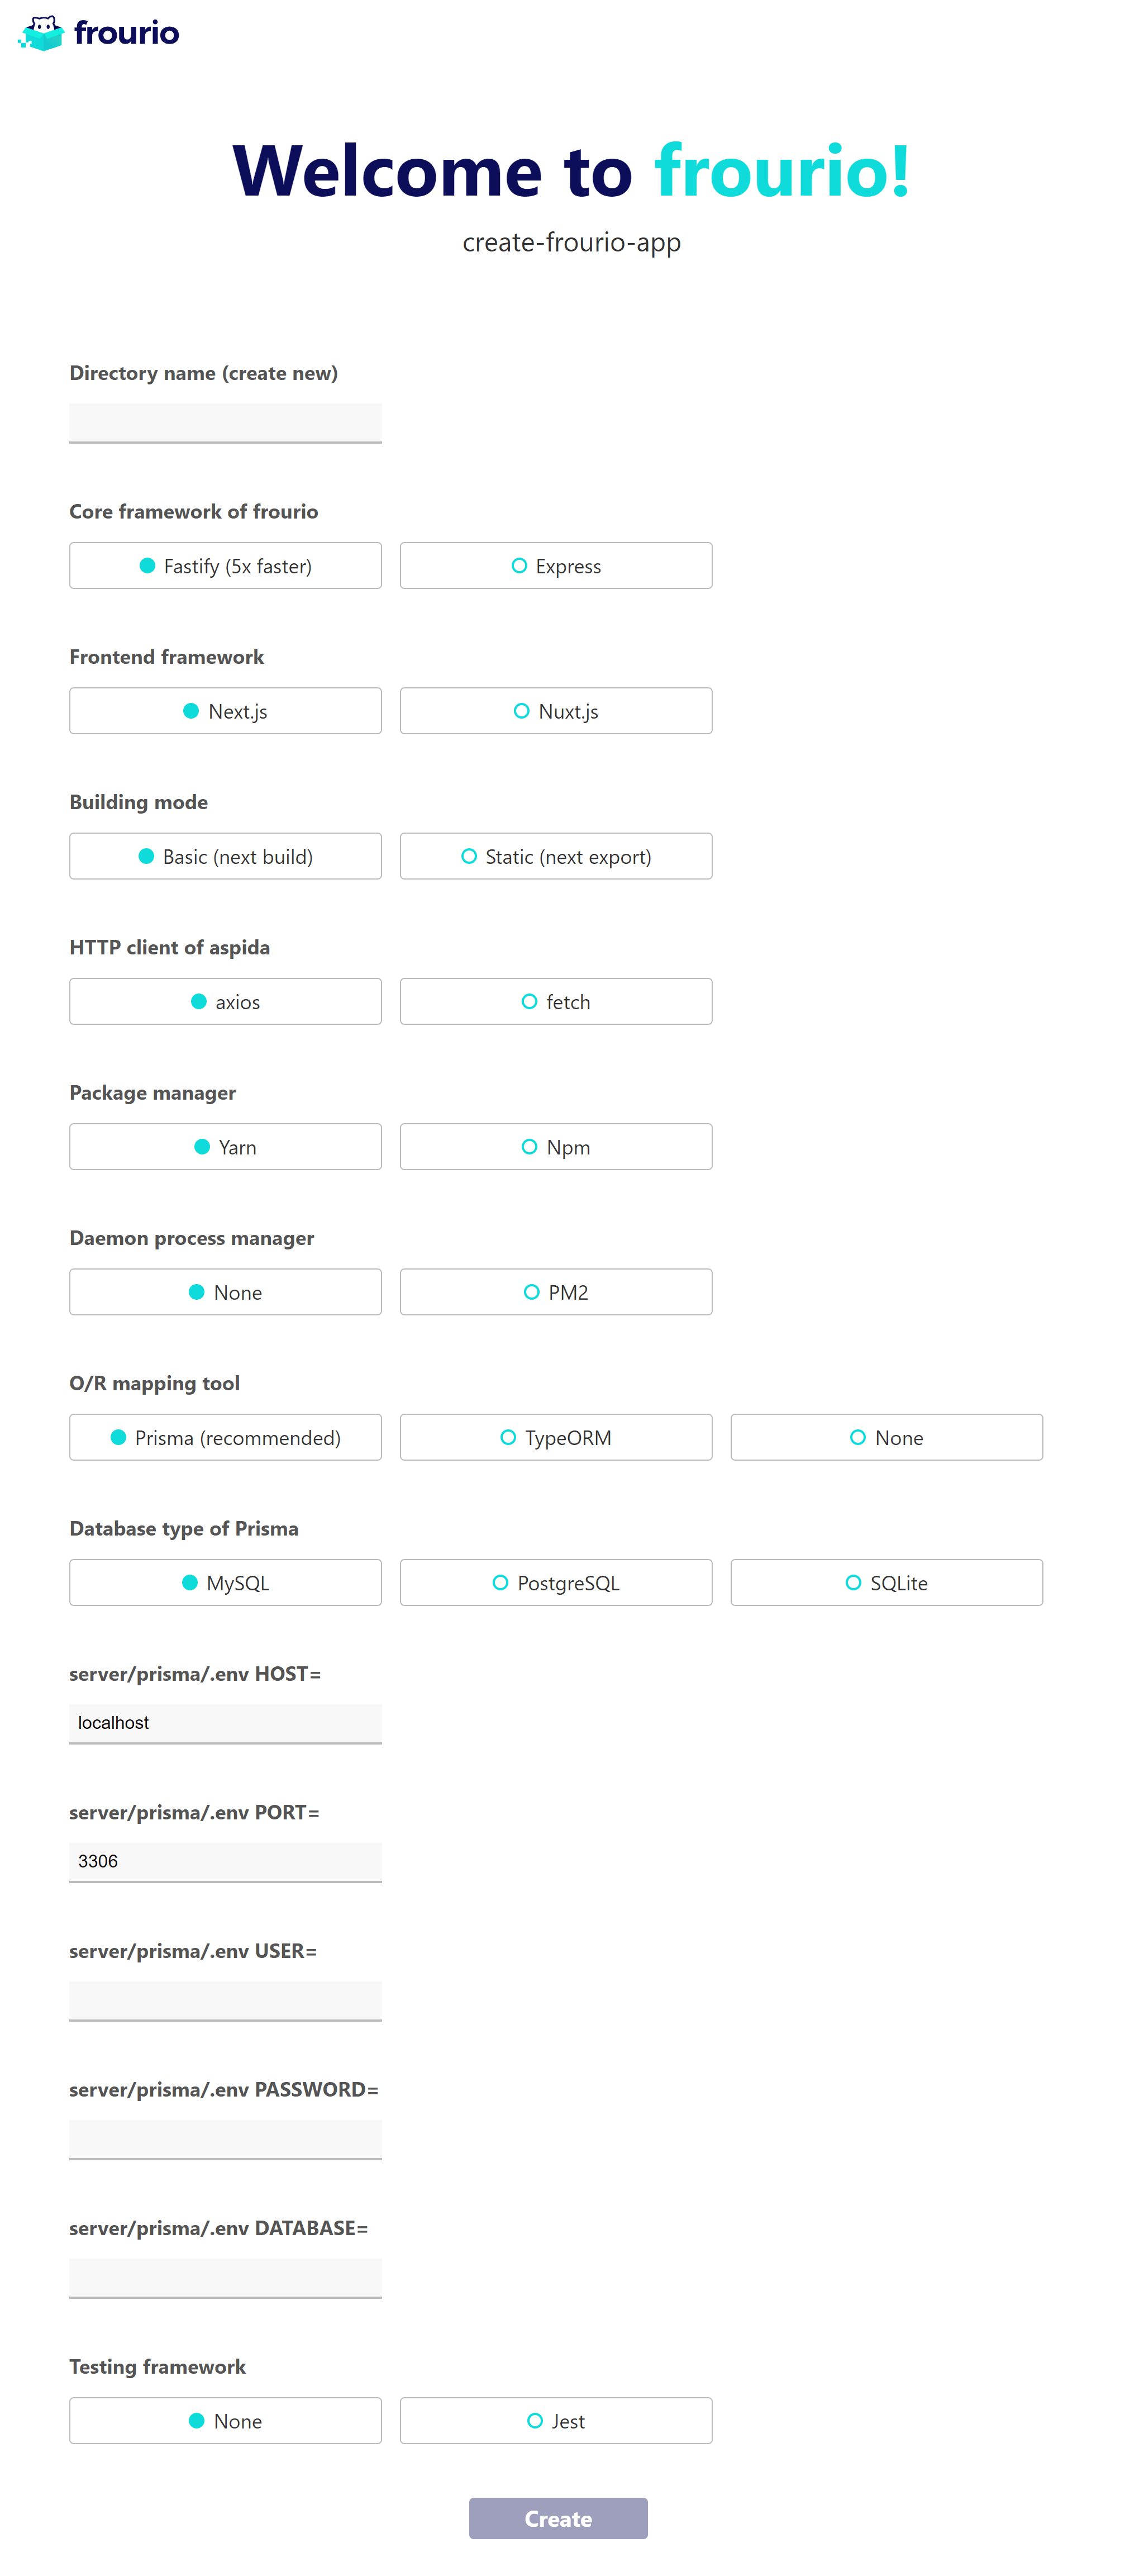 frourio
Welcome to frourio!
create-frourio-app
Directory name (create new)
Core framework of frourio
Fastify (5x faster)
Express
Frontend framework
Next.js
Nuxt.js
Building mode
Basic (next build)
Static (next export)
HTTP client of aspida
axios
fetch
Package manager
Yarn
Npm
Daemon process manager
None
PM2
O/R mapping tool
Prisma (recommended)
TypeORM
None
Database type of Prisma
MySQL
PostgreSQL
SQLite
server/prisma/.env HOST=
localhost
server/prisma/.env PORT=
3306
server/prisma/.env USER=
server/prisma/.env PASSWORD=
server/prisma/.env DATABASE=
Testing framework
None
Jest
Create